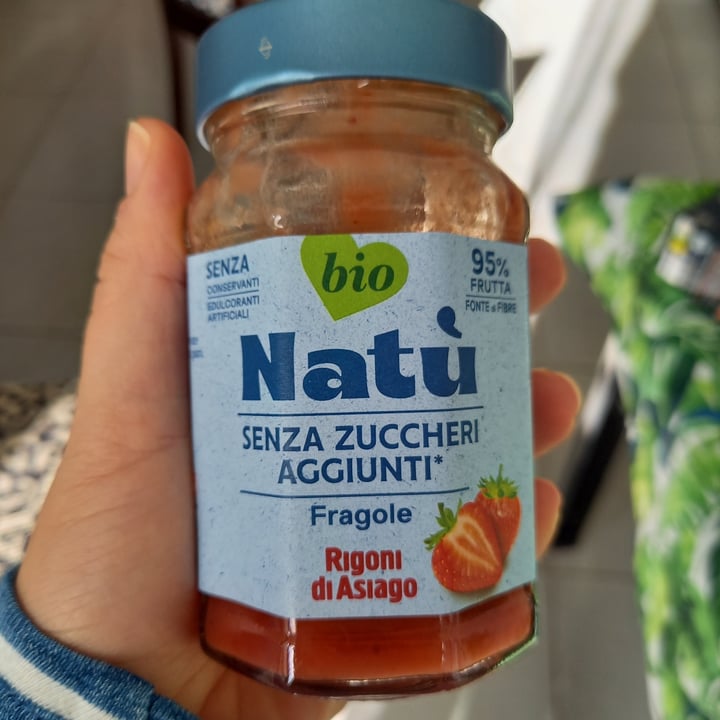 SENZA
CONSERVANTI
EDULCORANTI
ARTIFICIALI
bio
95%
FRUTTA
FONTE di FIBRE
Natù
SENZA ZUCCHERI
AGGIUNTI*
Fragole
Rigoni
di Asiago